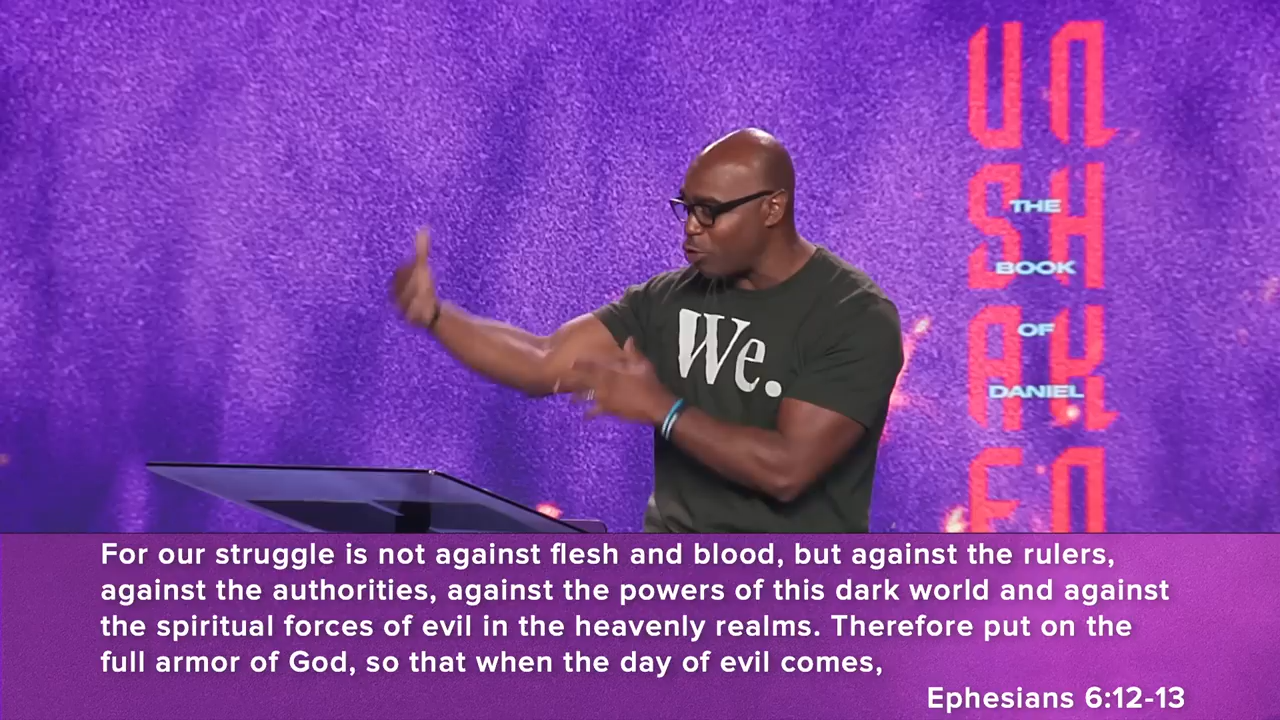 UN
SH
AK
EN
THE
BOOK
OF
DANIEL
We.
For our struggle is not against flesh and blood, but against the rulers,
against the authorities, against the powers of this dark world and against
the spiritual forces of evil in the heavenly realms. Therefore put on the
full armor of God, so that when the day of evil comes,
Ephesians 6:12-13